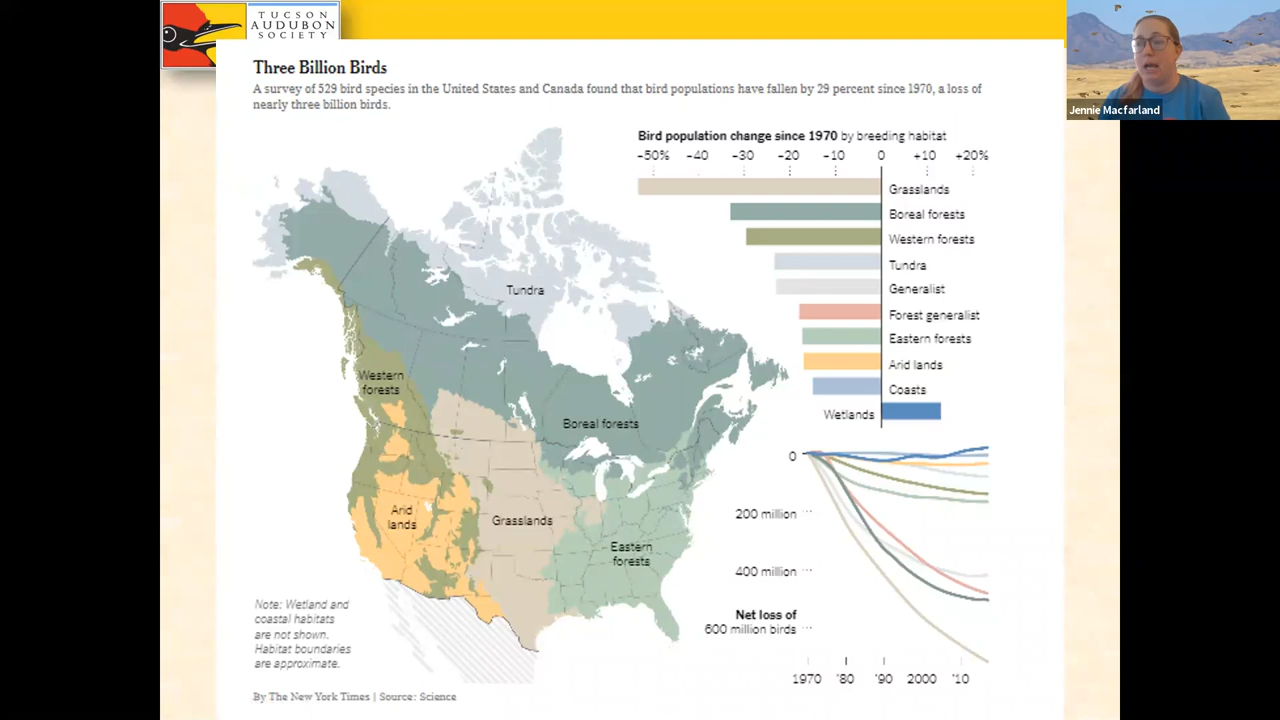 TUCSON
AUDUBON
SOCIETY
Jennie Macfarland
Three Billion Birds
A survey of 529 bird species in the United States and Canada found that bird populations have fallen by 29 percent since 1970, a loss of
nearly three billion birds.
Bird population change since 1970 by breeding habitat
-50% -40 -30 -20 -10 0 +10 +20%
Grasslands
Boreal forests
Western forests
Tundra
Generalist
Forest generalist
Eastern forests
Arid lands
Coasts
Wetlands
Tundra
Western
forests
Boreal forests
Arid
lands
Grasslands
Eastern
forests
0
200 million
400 million
Net loss of
600 million birds
1970 '80 '90 2000 '10
Note: Wetland and
coastal habitats
are not shown.
Habitat boundaries
are approximate.
By The New York Times | Source: Science